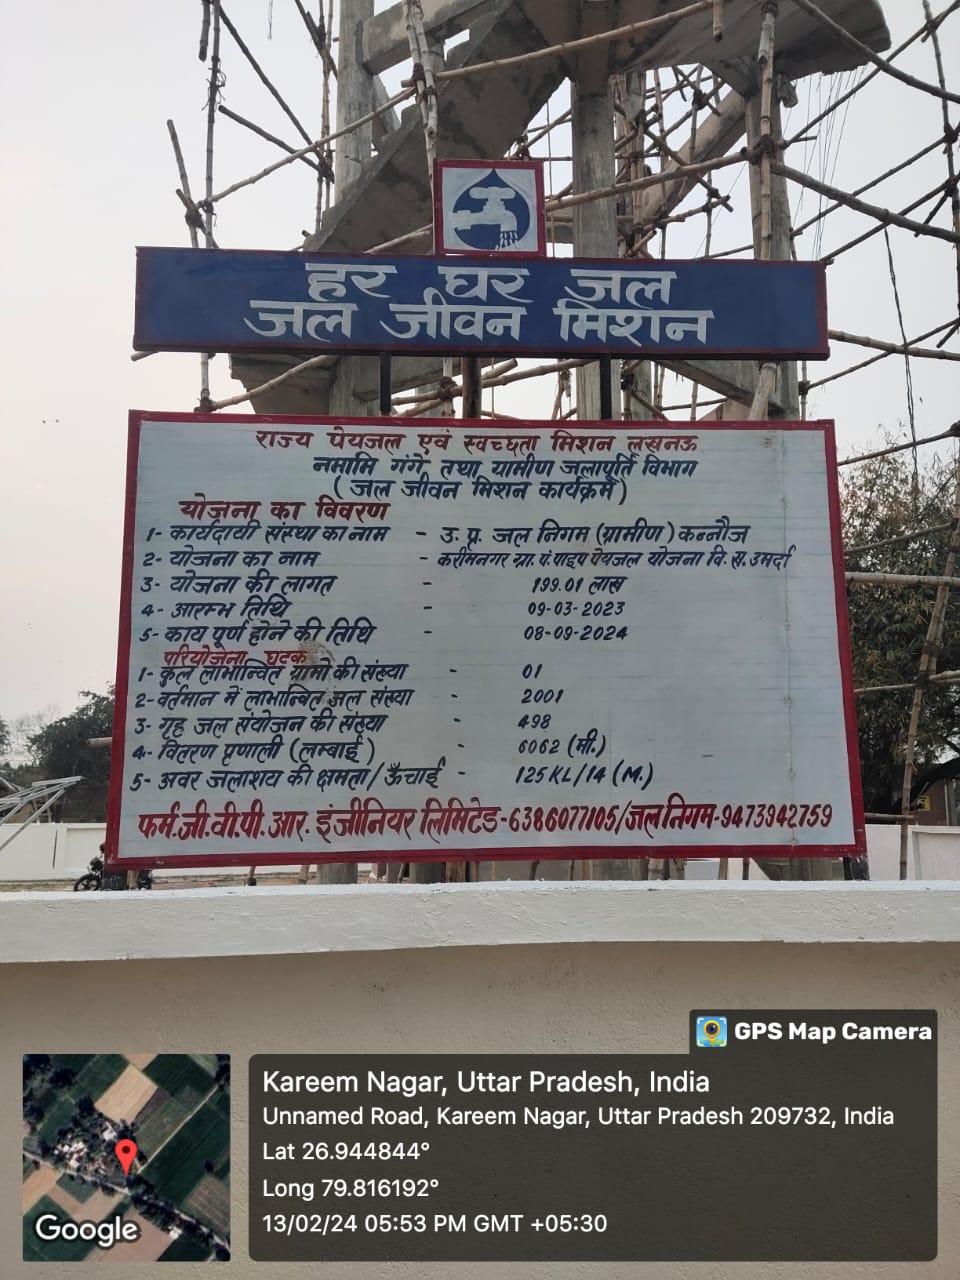 हर घर जल
जल जीवन मिशन
राज्य पेयजल एवं स्वच्छता मिशन लखनऊ
नमामि गंगे तथा ग्रामीण जलापूर्ति विभाग
(जल जीवन मिशन कार्यक्रम)
योजना का विवरण
1- कार्यदायी संस्था का नाम - उ. प्र. जल निगम (ग्रामीण) कन्नौज
2- योजना का नाम - करीमनगर ग्रा. पं. पाइप पेयजल योजना वि. ख. उमर्दा
3- योजना की लागत - 199.01 लाख
4- आरम्भ तिथि - 09-03-2023
5- काय पूर्ण होने की तिथि - 08-09-2024
परियोजना घटक
1- कुल लाभान्वित ग्रामो की संख्या - 01
2- वर्तमान में लाभान्वित जल संख्या - 2001
3- गृह जल संयोजन की संख्या - 498
4- वितरण प्रणाली (लम्बाई) - 6062 (मी.)
5- अवर जलाशय की क्षमता/ऊँचाई - 125KL/14 (M.)
फर्म.जी.वी.पी.आर. इंजीनियर लिमिटेड-6386077105/जल निगम-9473942759
GPS Map Camera
Kareem Nagar, Uttar Pradesh, India
Unnamed Road, Kareem Nagar, Uttar Pradesh 209732, India
Lat 26.944844°
Long 79.816192°
13/02/24 05:53 PM GMT +05:30
Google